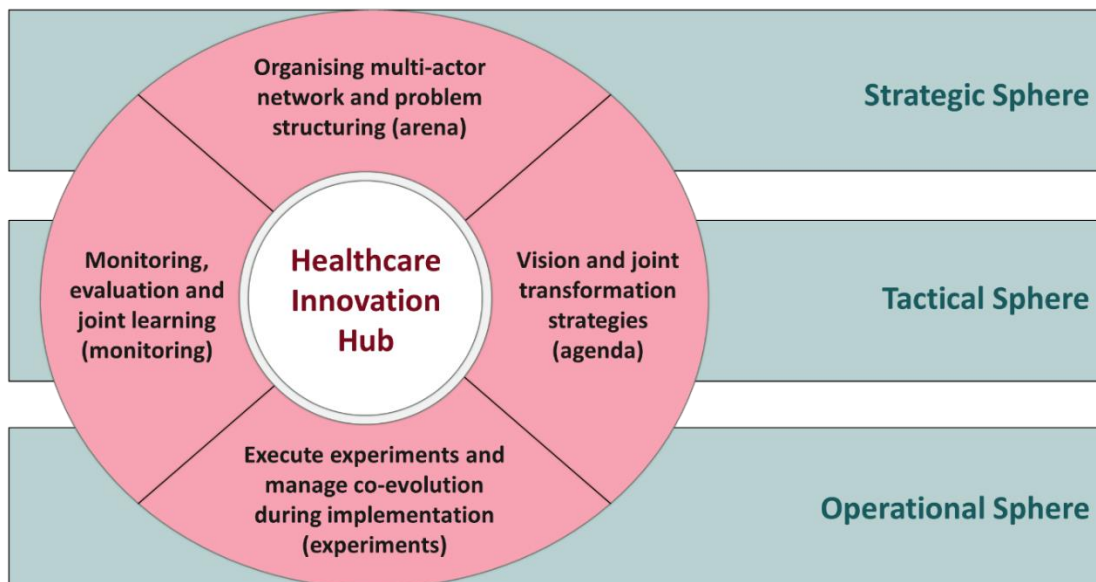 Organising multi-actor
network and problem
structuring (arena)
Strategic Sphere
Monitoring,
evaluation and
joint learning
(monitoring)
Healthcare
Innovation
Hub
Vision and joint
transformation
strategies
(agenda)
Tactical Sphere
Execute experiments and
manage co-evolution
during implementation
(experiments)
Operational Sphere